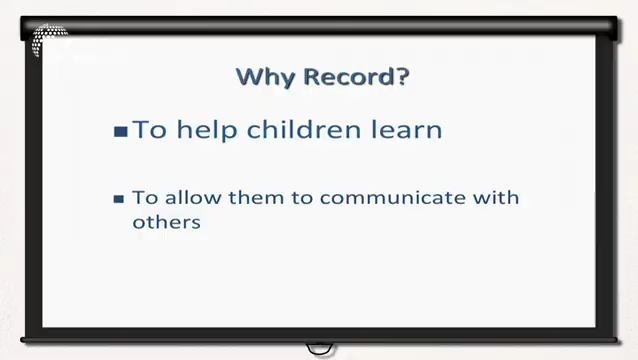 Why Record?
To help children learn
To allow them to communicate with
others